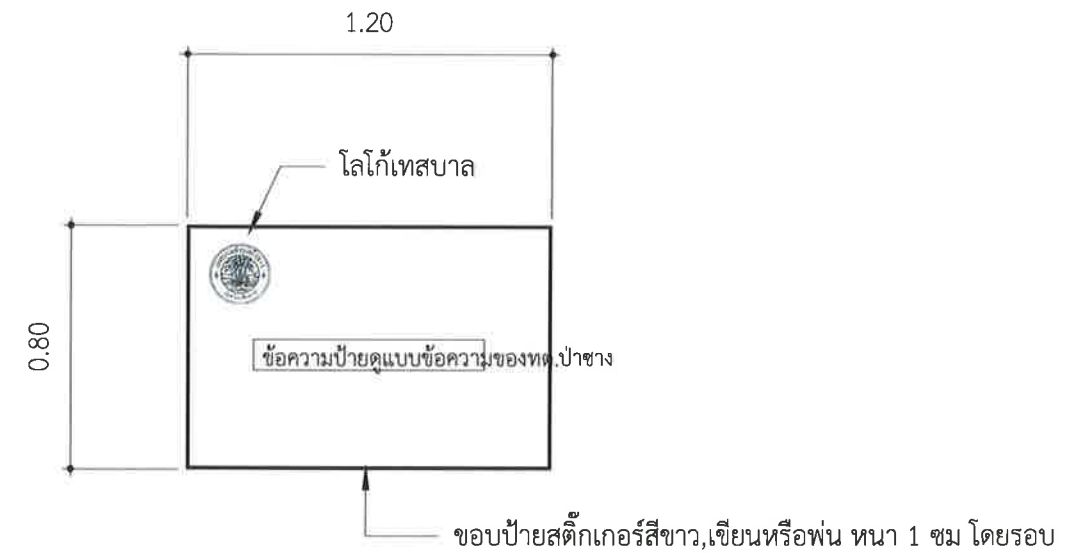 1.20
โลโก้เทสบาล
0.80
ข้อความป้ายดูแบบข้อความของทต.ป่าซาง
ขอบป้ายสติ๊กเกอร์สีขาว,เขียนหรือพ่น หนา 1 ซม โดยรอบ